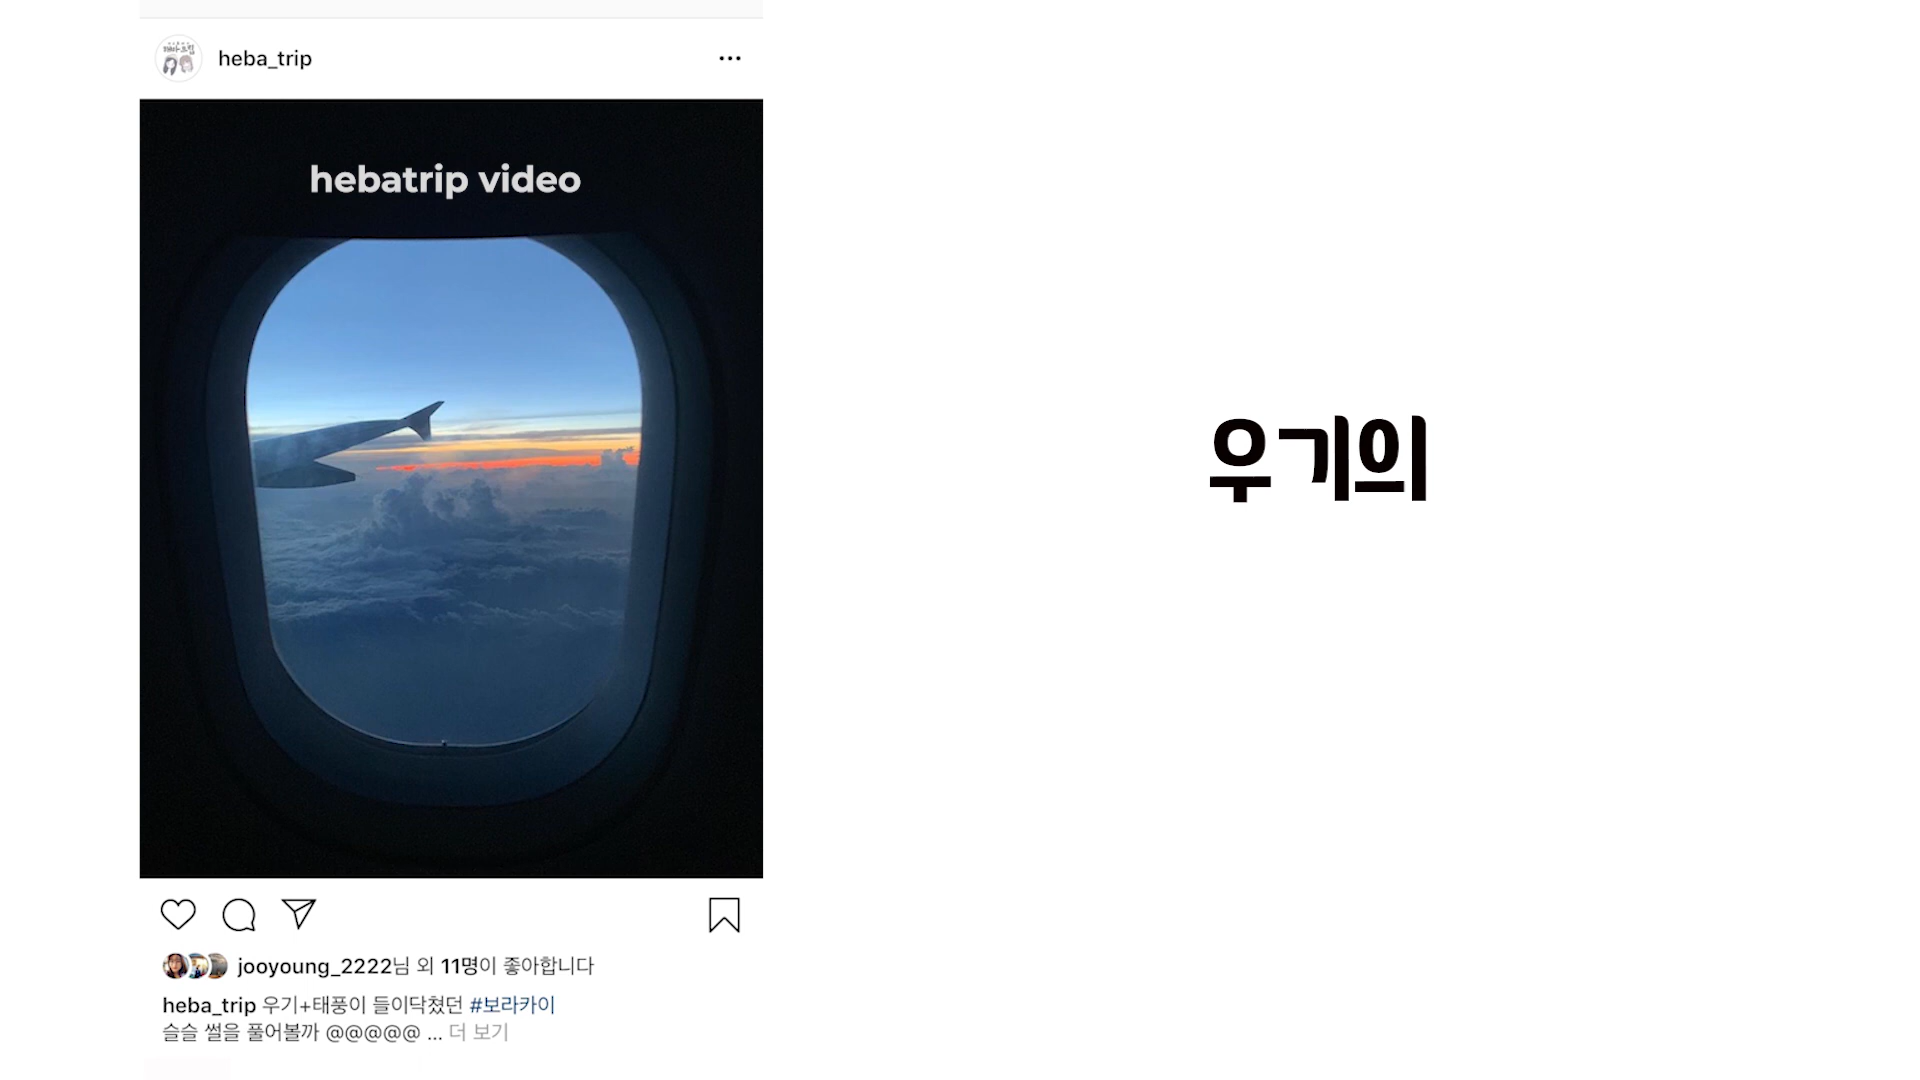 heba_trip
hebatrip video
jooyoung_2222님 외 11명이 좋아합니다
heba_trip 우기+태풍이 들이닥쳤던 #보라카이
슬슬 썰을 풀어볼까 @@@@@ ... 더 보기
우기의